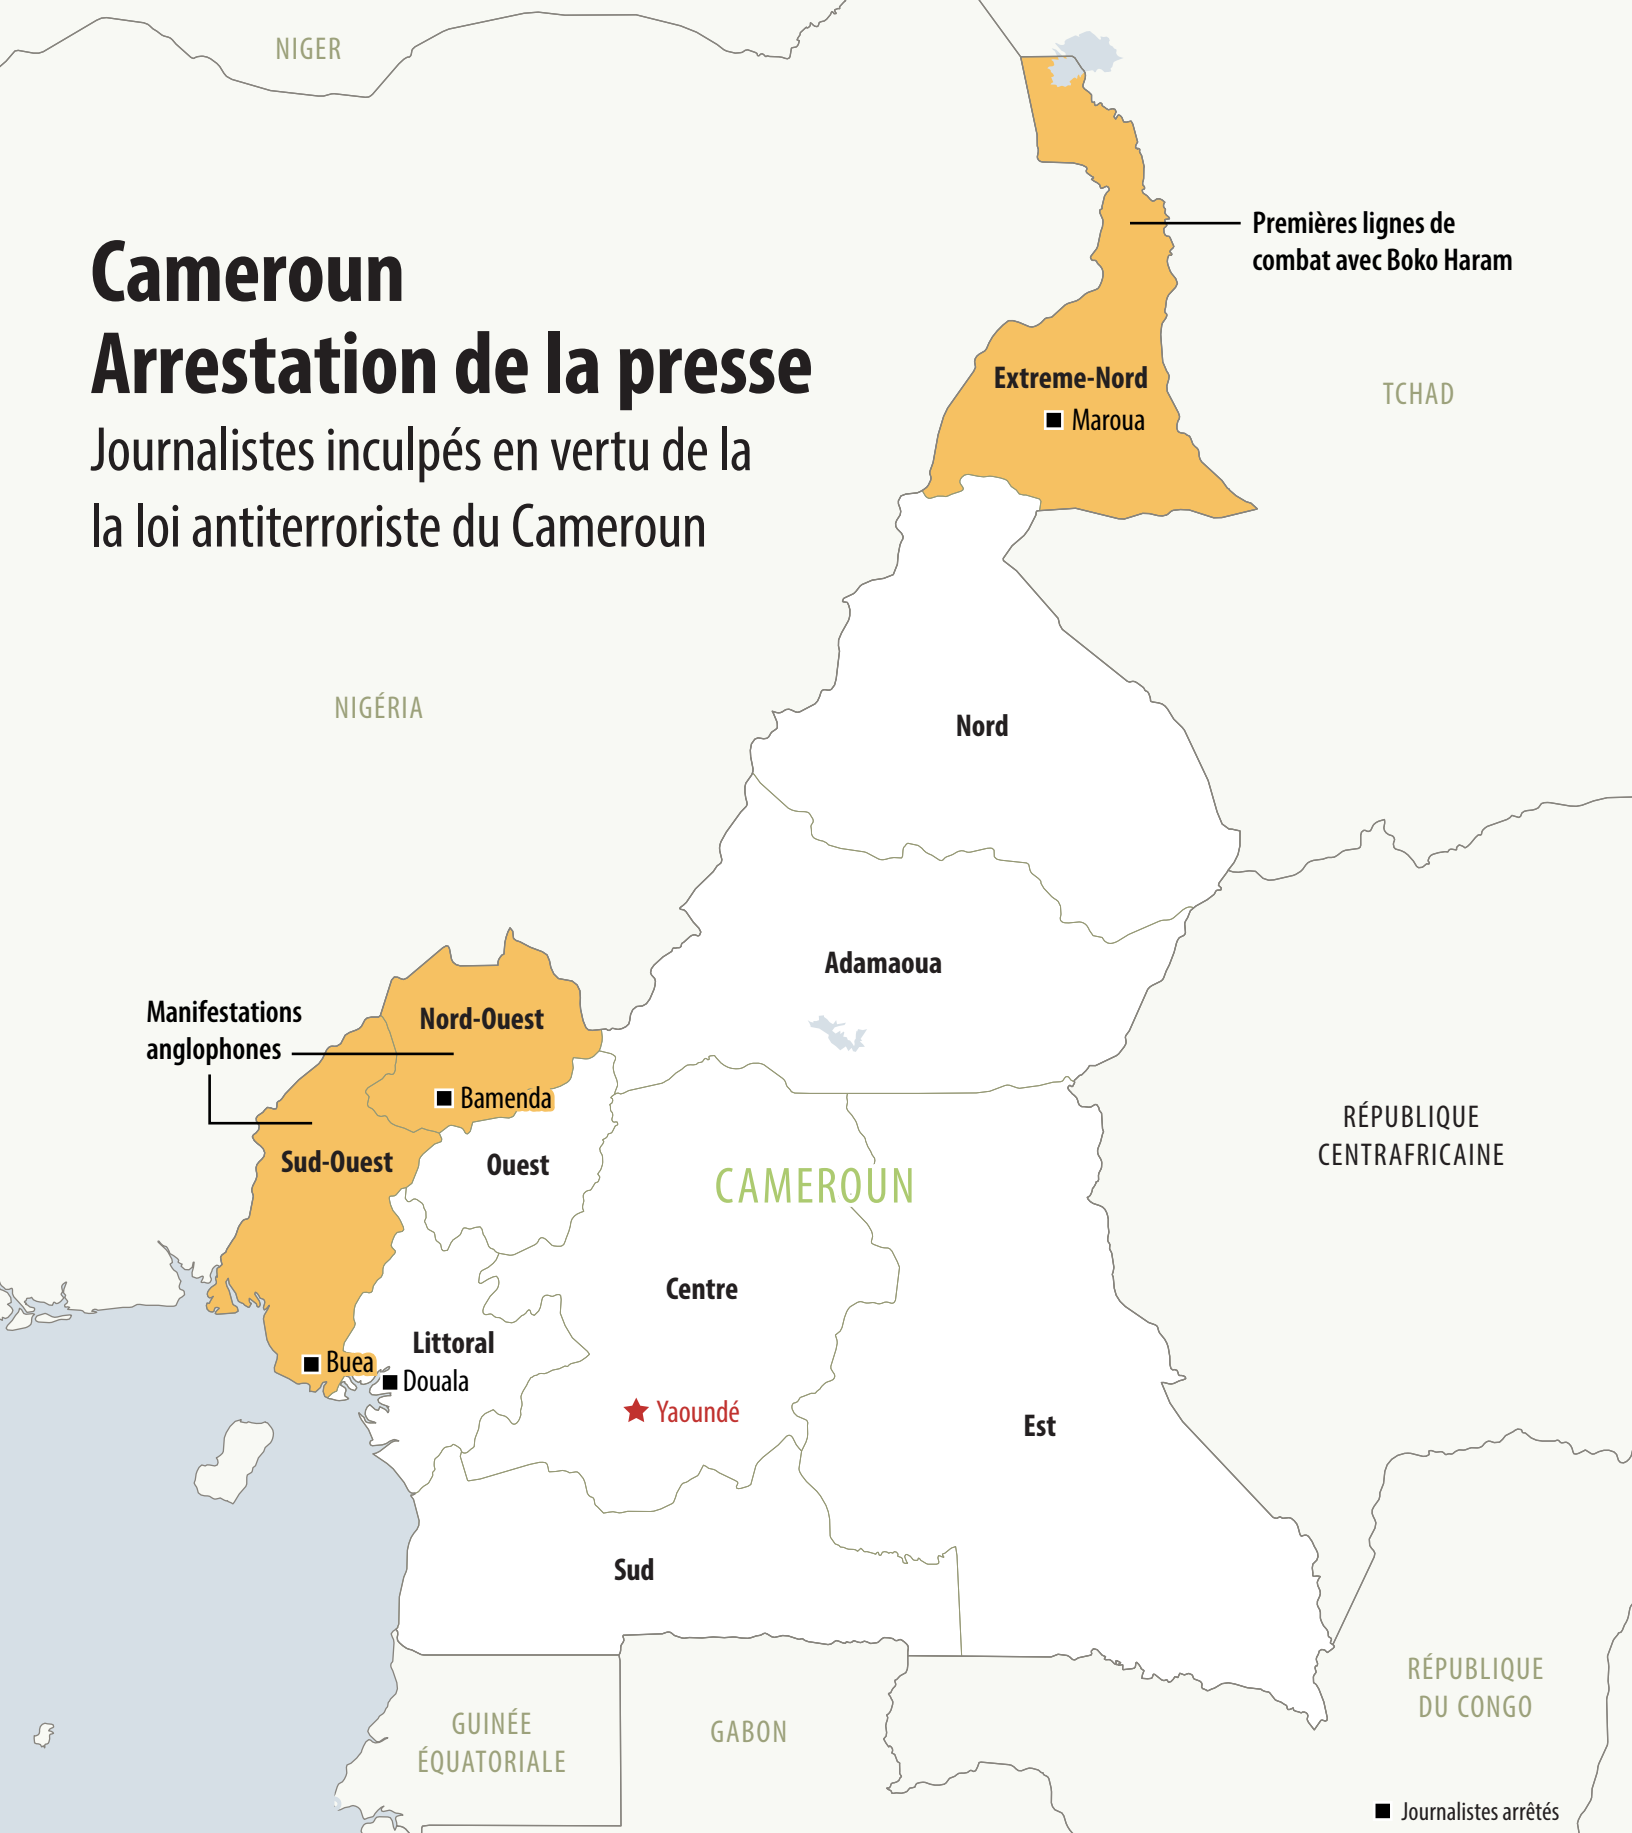 Cameroun
Arrestation de la presse
Journalistes inculpés en vertu de la
la loi antiterroriste du Cameroun
NIGER
Premières lignes de
combat avec Boko Haram
Extreme-Nord
Maroua
TCHAD
NIGÉRIA
Nord
Adamaoua
Manifestations
anglophones
Nord-Ouest
Bamenda
Sud-Ouest
Ouest
CAMEROUN
RÉPUBLIQUE
CENTRAFRICAINE
Centre
Littoral
Buea
Douala
Yaoundé
Est
Sud
RÉPUBLIQUE
DU CONGO
GUINÉE
ÉQUATORIALE
GABON
Journalistes arrêtés